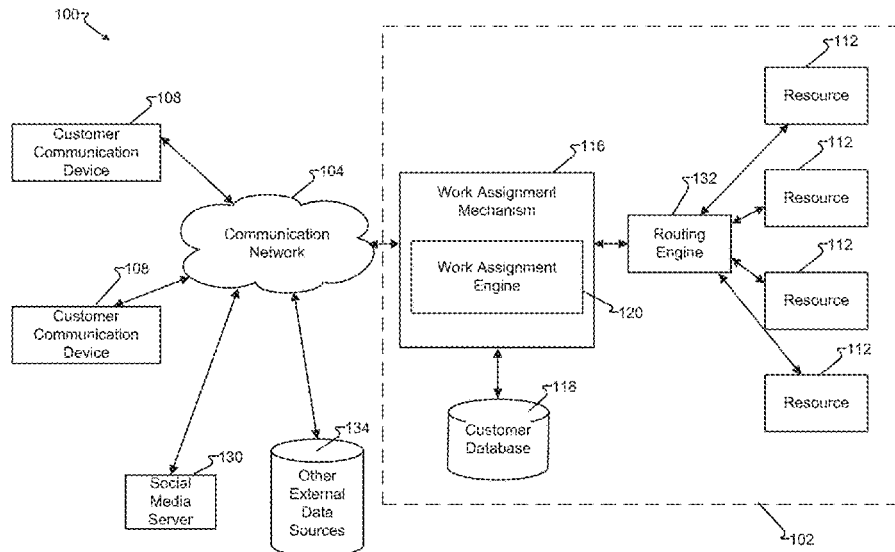 100
108
Customer
Communication
Device
104
Communication
Network
108
Customer
Communication
Device
130
Social
Media
Server
134
Other
External
Data
Sources
116
Work Assignment
Mechanism
Work Assignment
Engine
120
118
Customer
Database
132
Routing
Engine
112
Resource
112
Resource
112
Resource
112
Resource
102